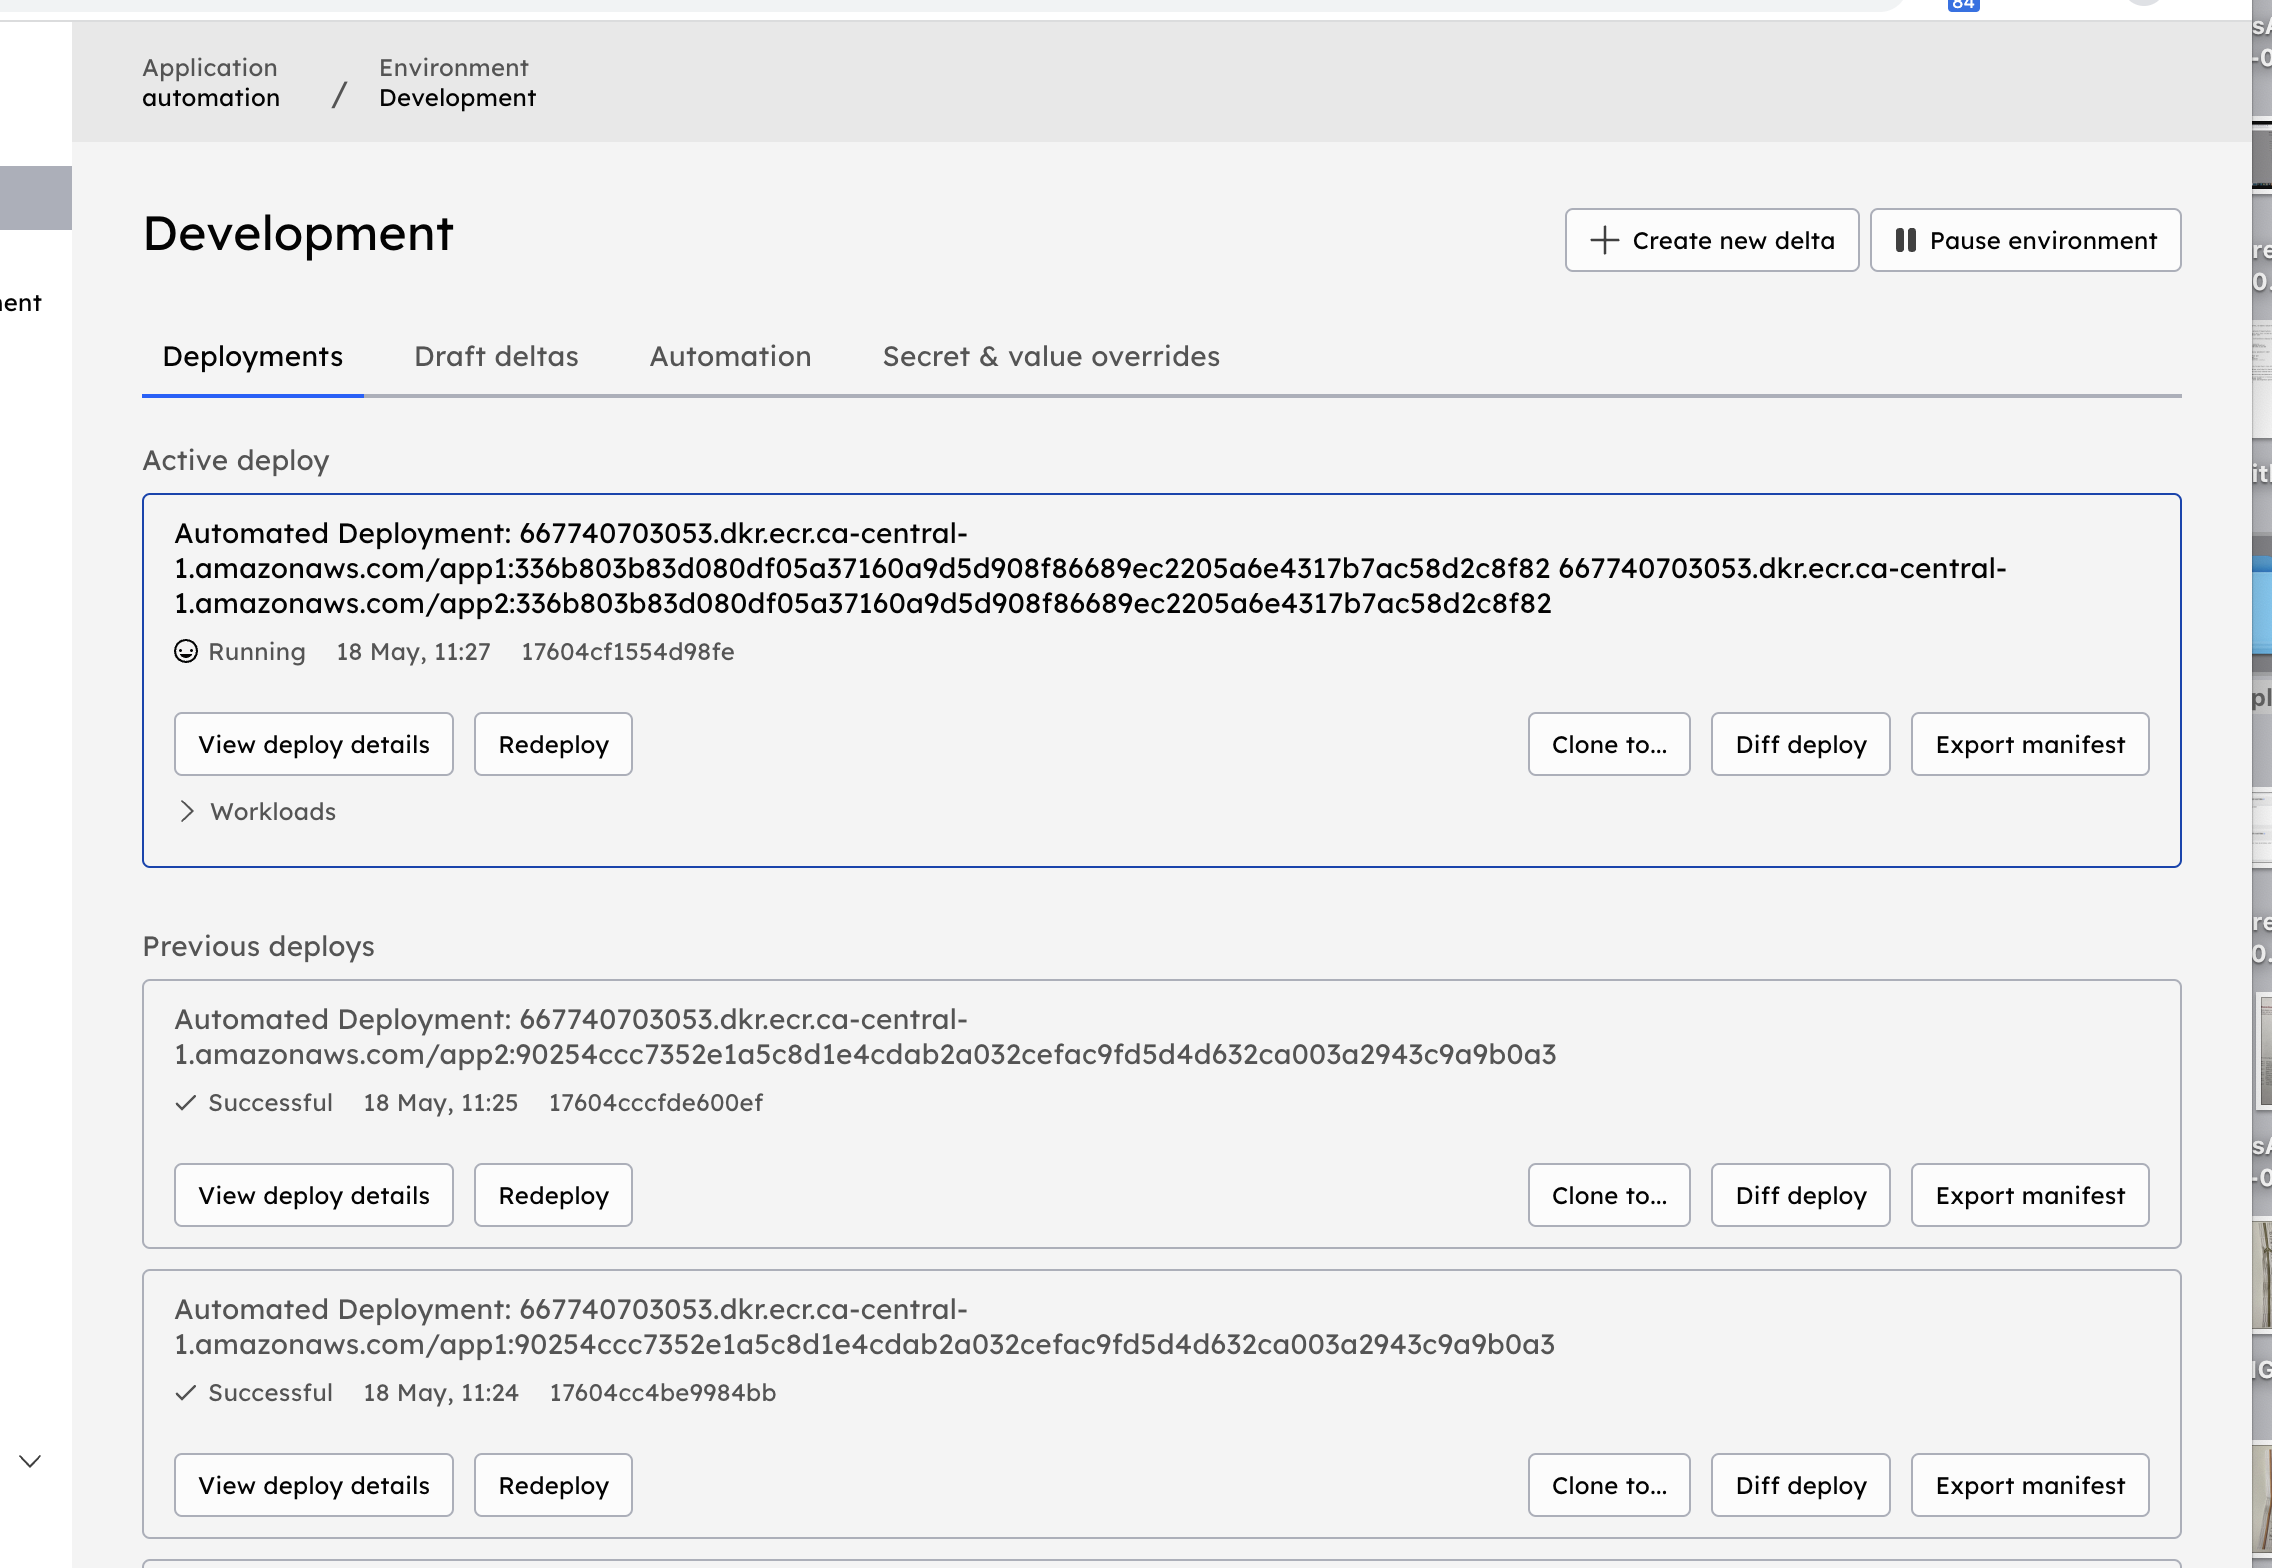 84
Application
automation
/
Environment
Development
Development
Create new delta
Pause environment
Deployments
Draft deltas
Automation
Secret & value overrides
Active deploy
Automated Deployment: 667740703053.dkr.ecr.ca-central-
1.amazonaws.com/app1:336b803b83d080df05a37160a9d5d908f86689ec2205a6e4317b7ac58d2c8f82 667740703053.dkr.ecr.ca-central-
1.amazonaws.com/app2:336b803b83d080df05a37160a9d5d908f86689ec2205a6e4317b7ac58d2c8f82
Running 18 May, 11:27 17604cf1554d98fe
View deploy details
Redeploy
Clone to...
Diff deploy
Export manifest
Workloads
Previous deploys
Automated Deployment: 667740703053.dkr.ecr.ca-central-
1.amazonaws.com/app2:90254ccc7352e1a5c8d1e4cdab2a032cefac9fd5d4d632ca003a2943c9a9b0a3
Successful 18 May, 11:25 17604cccfde600ef
View deploy details
Redeploy
Clone to...
Diff deploy
Export manifest
Automated Deployment: 667740703053.dkr.ecr.ca-central-
1.amazonaws.com/app1:90254ccc7352e1a5c8d1e4cdab2a032cefac9fd5d4d632ca003a2943c9a9b0a3
Successful 18 May, 11:24 17604cc4be9984bb
View deploy details
Redeploy
Clone to...
Diff deploy
Export manifest